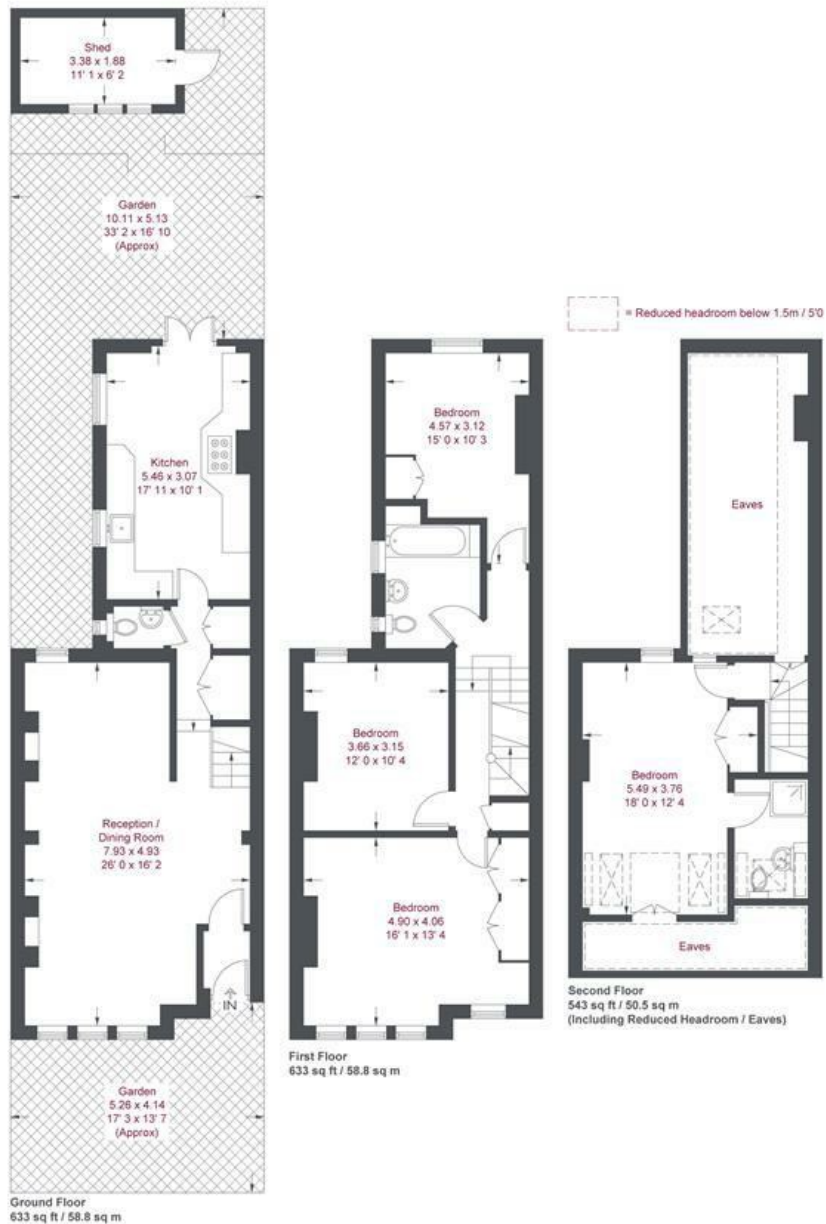 Shed
3.38 x 1.88
11' 1 x 6' 2
Garden
10.11 x 5.13
33' 2 x 16' 10
(Approx)
Kitchen
5.46 x 3.07
17' 11 x 10' 1
Reception /
Dining Room
7.93 x 4.93
26' 0 x 16' 2
IN
Garden
5.26 x 4.14
17' 3 x 13' 7
(Approx)
Ground Floor
633 sq ft / 58.8 sq m
Bedroom
4.57 x 3.12
15' 0 x 10' 3
Bedroom
3.66 x 3.15
12' 0 x 10' 4
Bedroom
4.90 x 4.06
16' 1 x 13' 4
First Floor
633 sq ft / 58.8 sq m
= Reduced headroom below 1.5m / 5'0
Eaves
Bedroom
5.49 x 3.76
18' 0 x 12' 4
Eaves
Second Floor
543 sq ft / 50.5 sq m
(Including Reduced Headroom / Eaves)